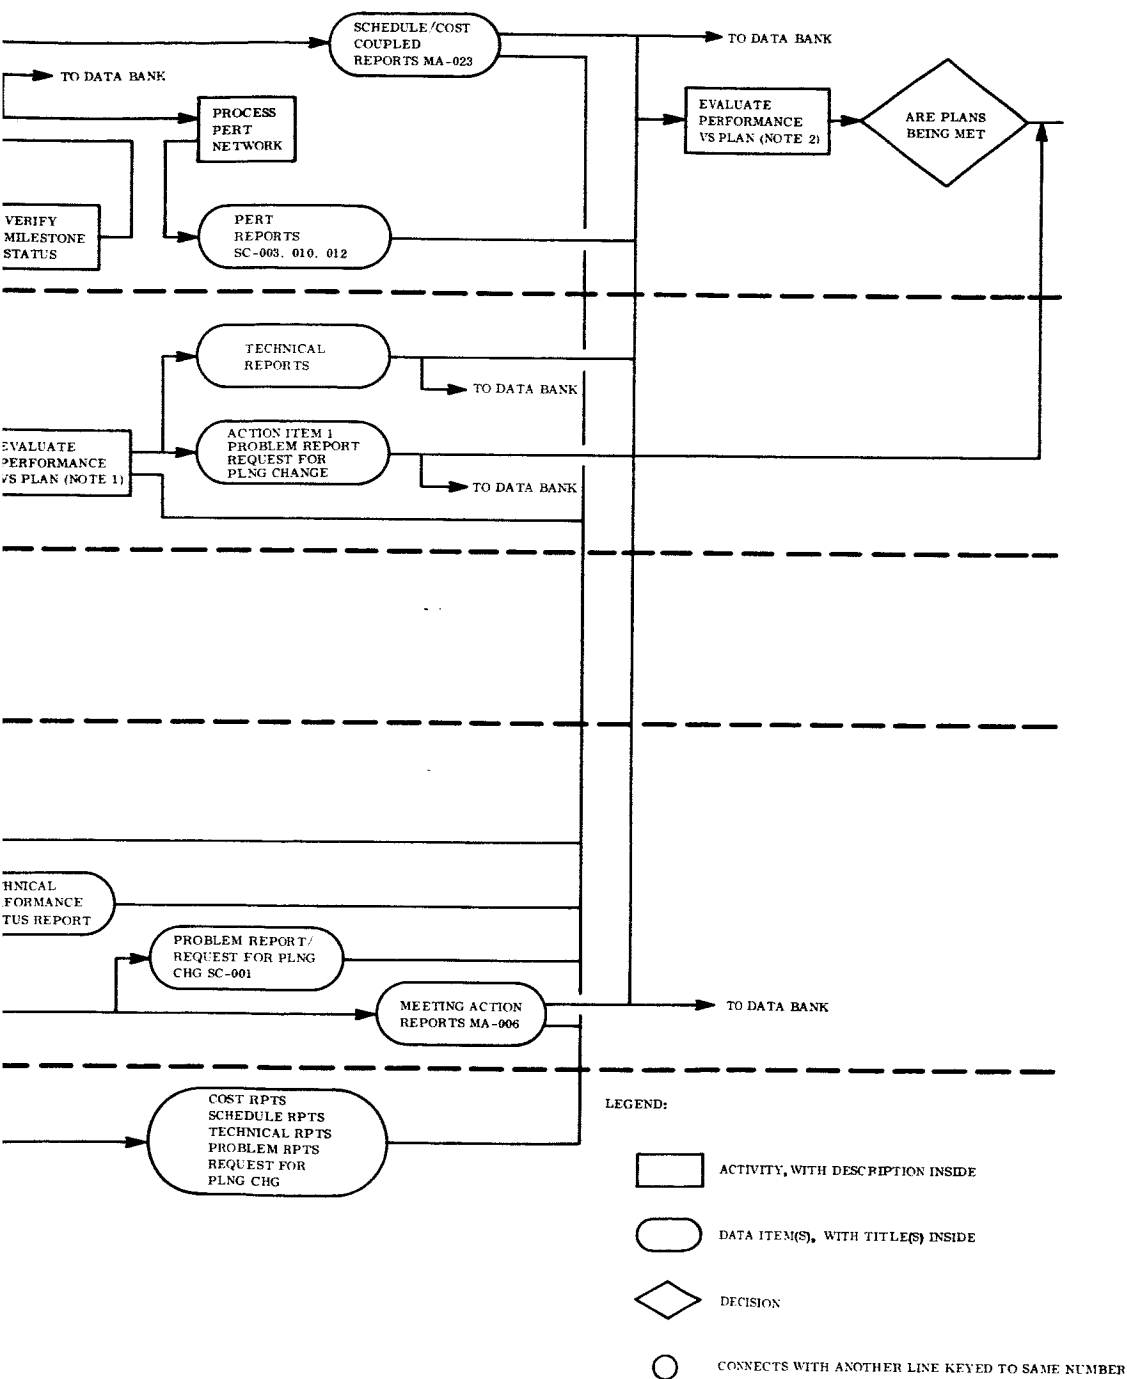 SCHEDULE/COST
COUPLED
REPORTS MA-023
TO DATA BANK
TO DATA BANK
PROCESS
PERT
NETWORK
EVALUATE
PERFORMANCE
VS PLAN (NOTE 2)
ARE PLANS
BEING MET
VERIFY
MILESTONE
STATUS
PERT
REPORTS
SC-003. 010. 012
TECHNICAL
REPORTS
TO DATA BANK
EVALUATE
PERFORMANCE
VS PLAN (NOTE 1)
ACTION ITEM 1
PROBLEM REPORT
REQUEST FOR
PLNG CHANGE
TO DATA BANK
HNICAL
FORMANCE
TUS REPORT
PROBLEM REPORT/
REQUEST FOR PLNG
CHG SC-001
MEETING ACTION
REPORTS MA-006
TO DATA BANK
COST RPTS
SCHEDULE RPTS
TECHNICAL RPTS
PROBLEM RPTS
REQUEST FOR
PLNG CHG
LEGEND:
ACTIVITY, WITH DESCRIPTION INSIDE
DATA ITEM(S), WITH TITLE(S) INSIDE
DECISION
CONNECTS WITH ANOTHER LINE KEYED TO SAME NUMBER